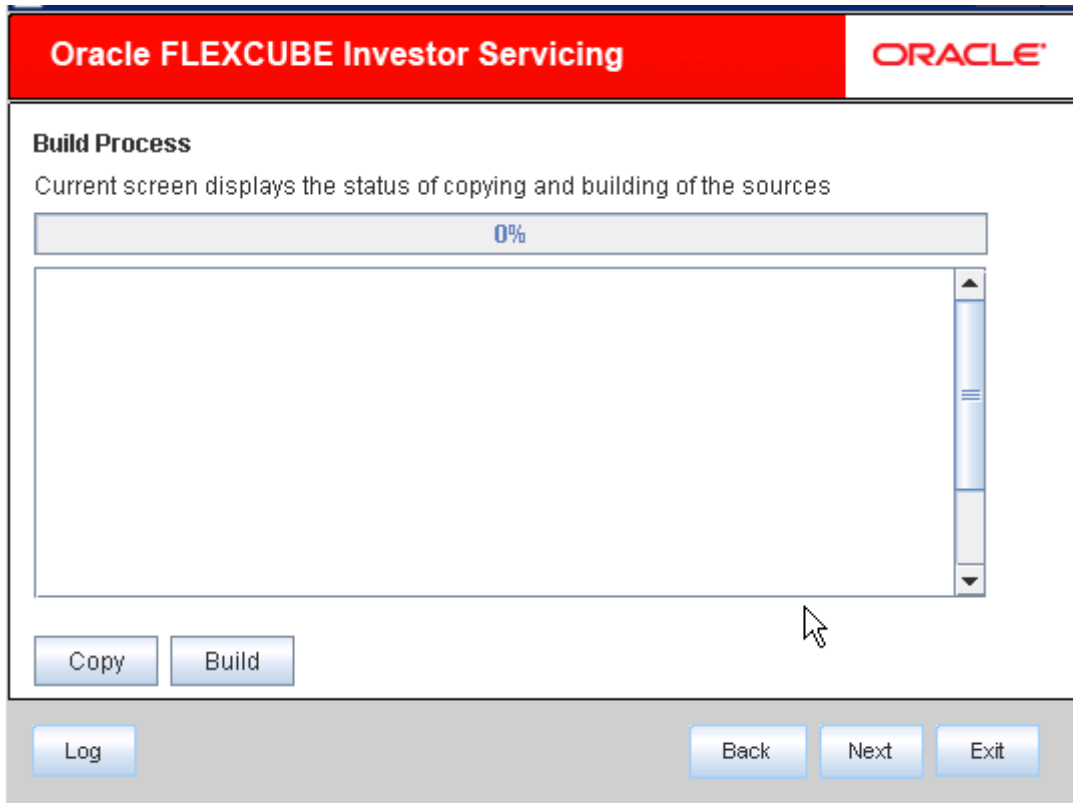 Oracle FLEXCUBE Investor Servicing
ORACLE
Build Process
Current screen displays the status of copying and building of the sources
0%
Copy Build
Log Back Next Exit